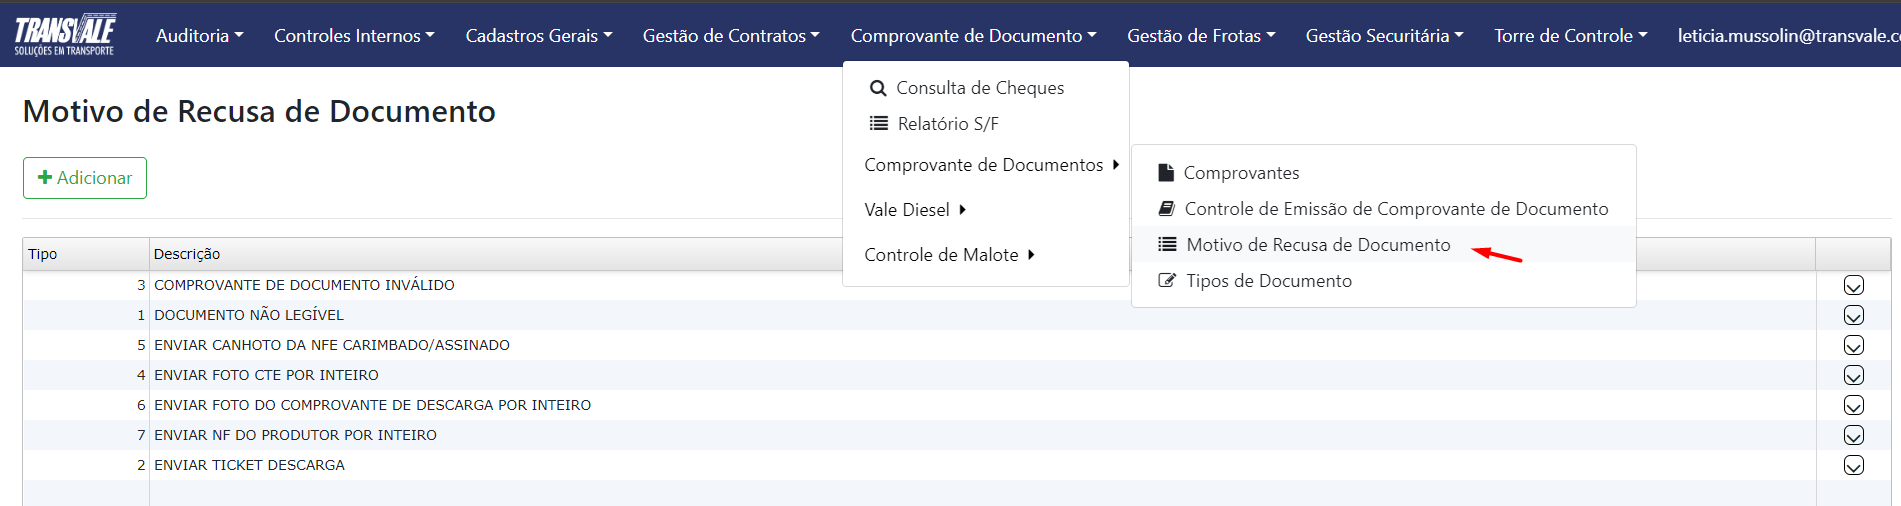 TRANSVALE
SOLUÇÕES EM TRANSPORTE
Auditoria Controles Internos Cadastros Gerais Gestão de Contratos Comprovante de Documento Gestão de Frotas Gestão Securitária Torre de Controle leticia.mussolin@transvale.c
Consulta de Cheques
Relatório S/F
Comprovante de Documentos
Vale Diesel
Controle de Malote
Comprovantes
Controle de Emissão de Comprovante de Documento
Motivo de Recusa de Documento
Tipos de Documento
Motivo de Recusa de Documento
Adicionar
Tipo Descrição
3 COMPROVANTE DE DOCUMENTO INVÁLIDO
1 DOCUMENTO NÃO LEGÍVEL
5 ENVIAR CANHOTO DA NFE CARIMBADO/ASSINADO
4 ENVIAR FOTO CTE POR INTEIRO
6 ENVIAR FOTO DO COMPROVANTE DE DESCARGA POR INTEIRO
7 ENVIAR NF DO PRODUTOR POR INTEIRO
2 ENVIAR TICKET DESCARGA